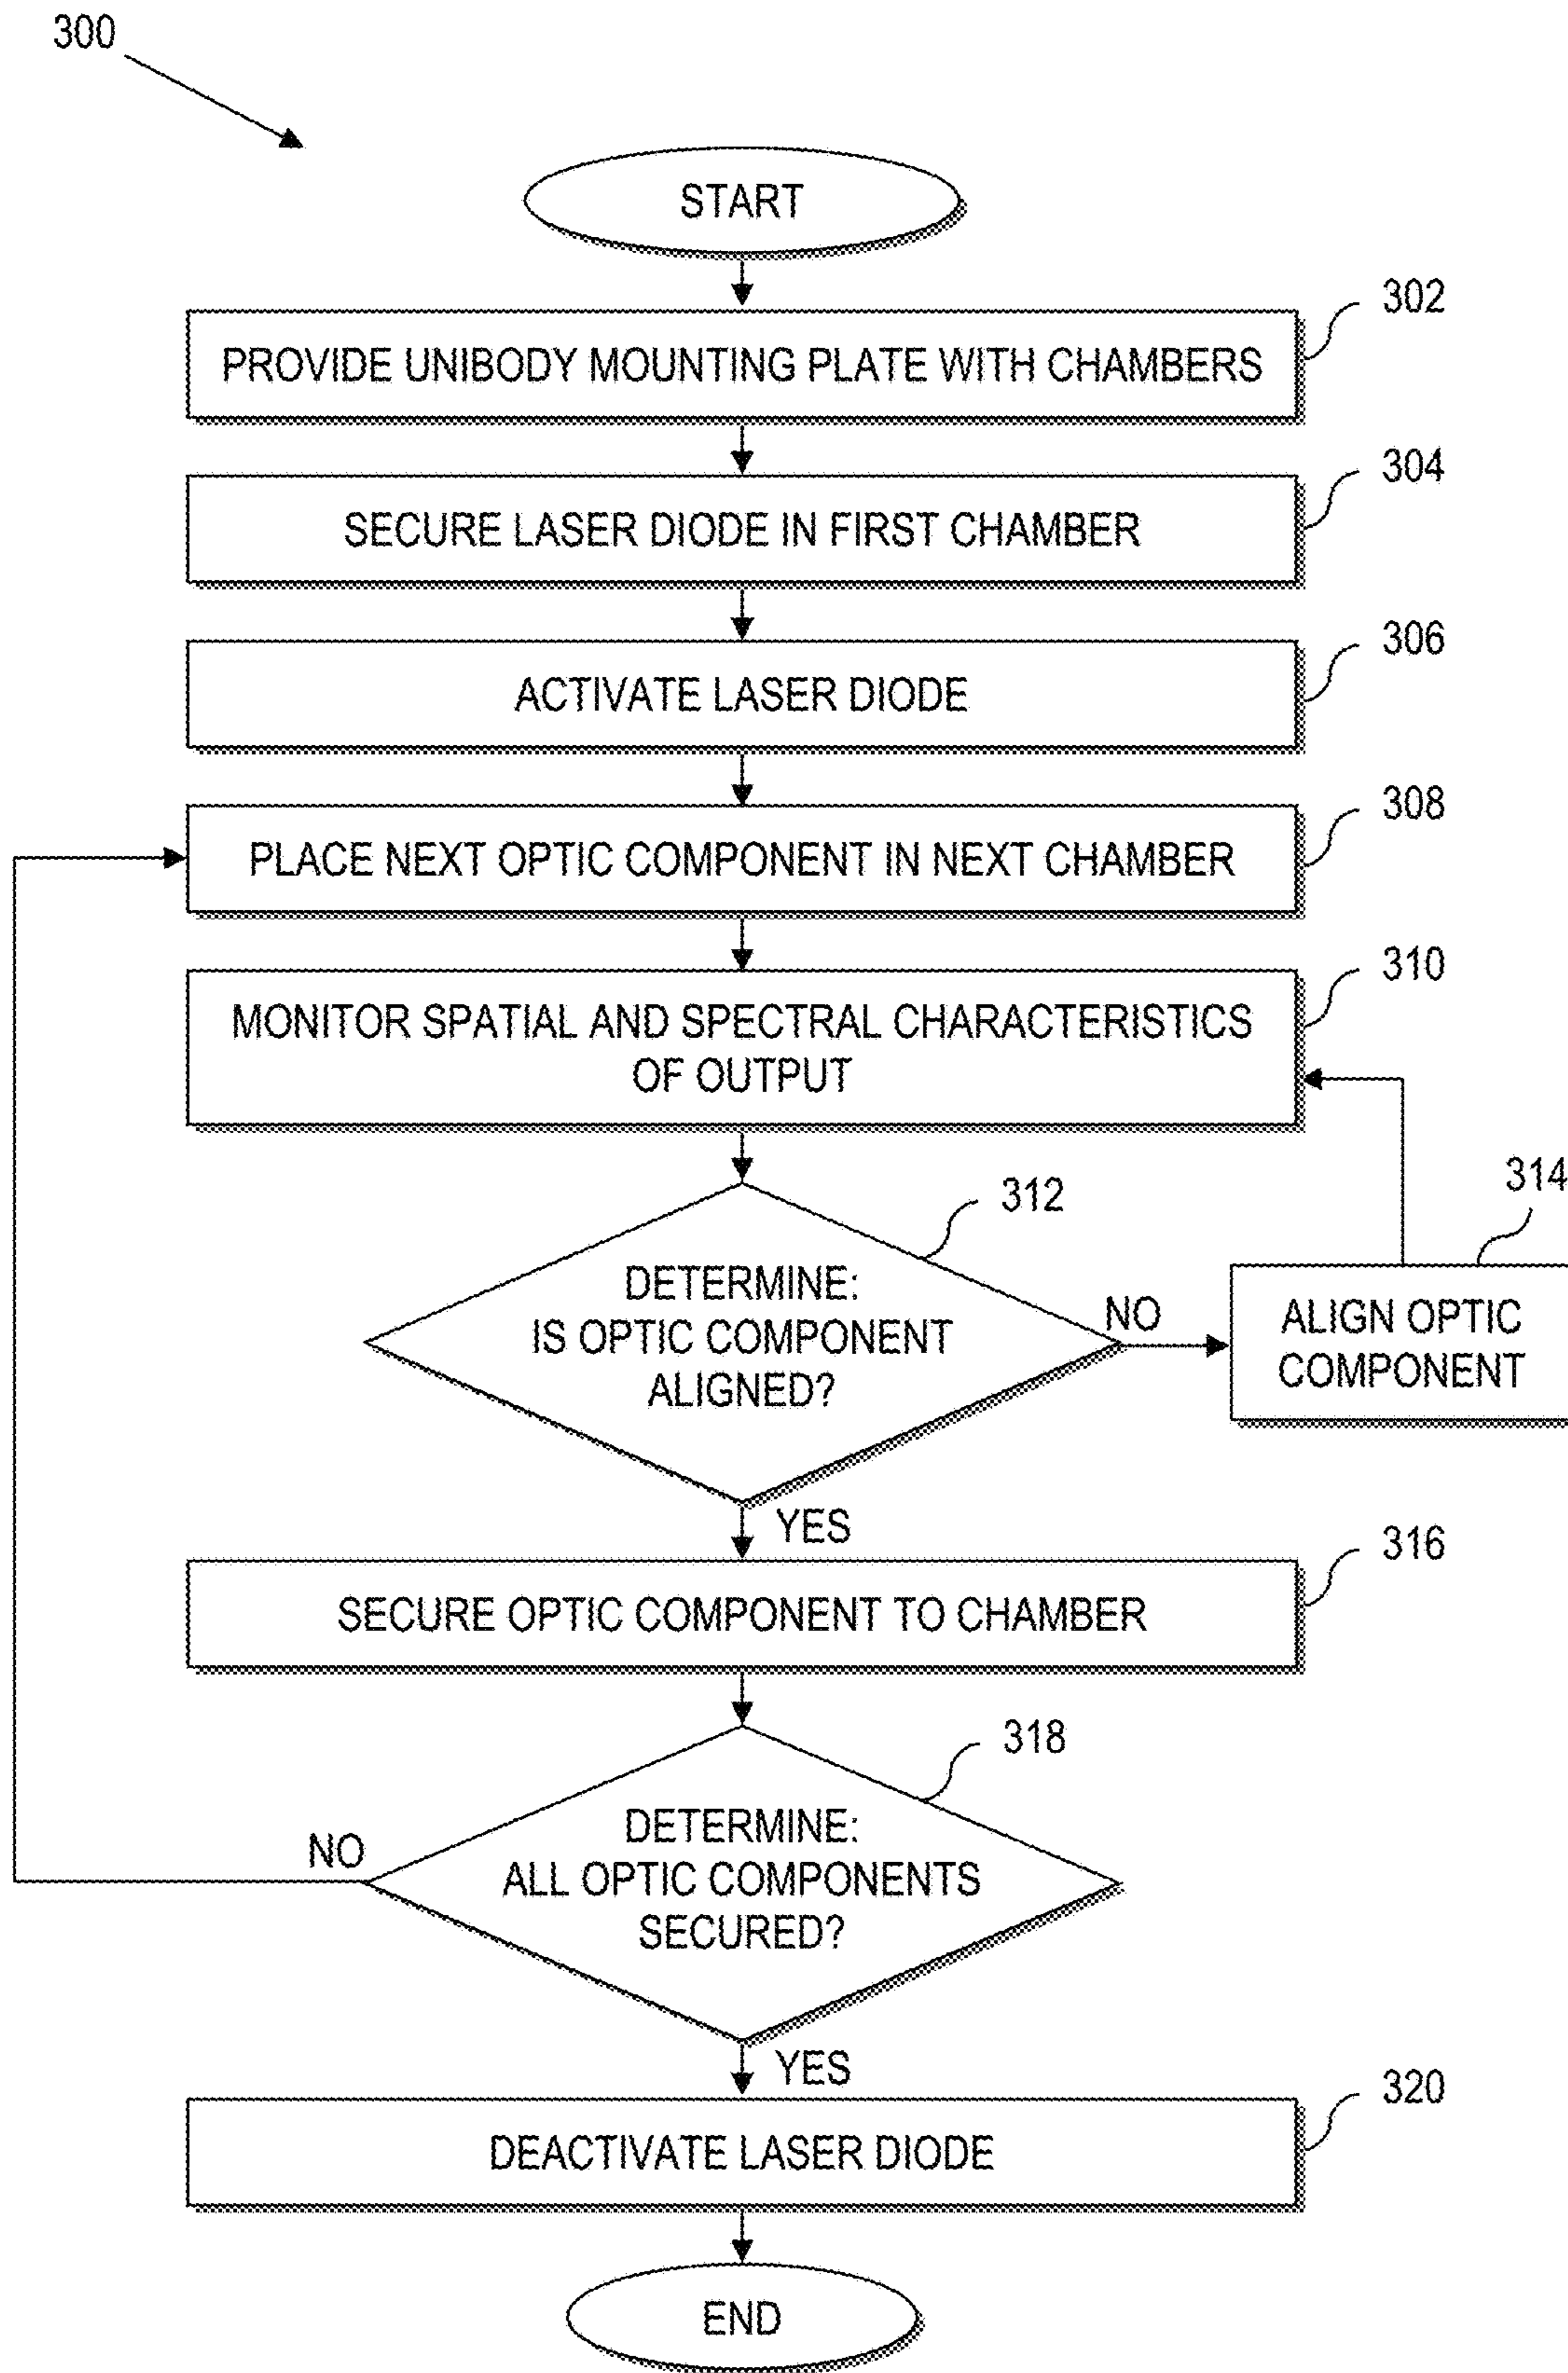 300
START
302
PROVIDE UNIBODY MOUNTING PLATE WITH CHAMBERS
304
SECURE LASER DIODE IN FIRST CHAMBER
306
ACTIVATE LASER DIODE
308
PLACE NEXT OPTIC COMPONENT IN NEXT CHAMBER
310
MONITOR SPATIAL AND SPECTRAL CHARACTERISTICS
OF OUTPUT
312
DETERMINE:
IS OPTIC COMPONENT
ALIGNED?
NO
314
ALIGN OPTIC
COMPONENT
YES
316
SECURE OPTIC COMPONENT TO CHAMBER
318
DETERMINE:
ALL OPTIC COMPONENTS
SECURED?
NO
YES
320
DEACTIVATE LASER DIODE
END